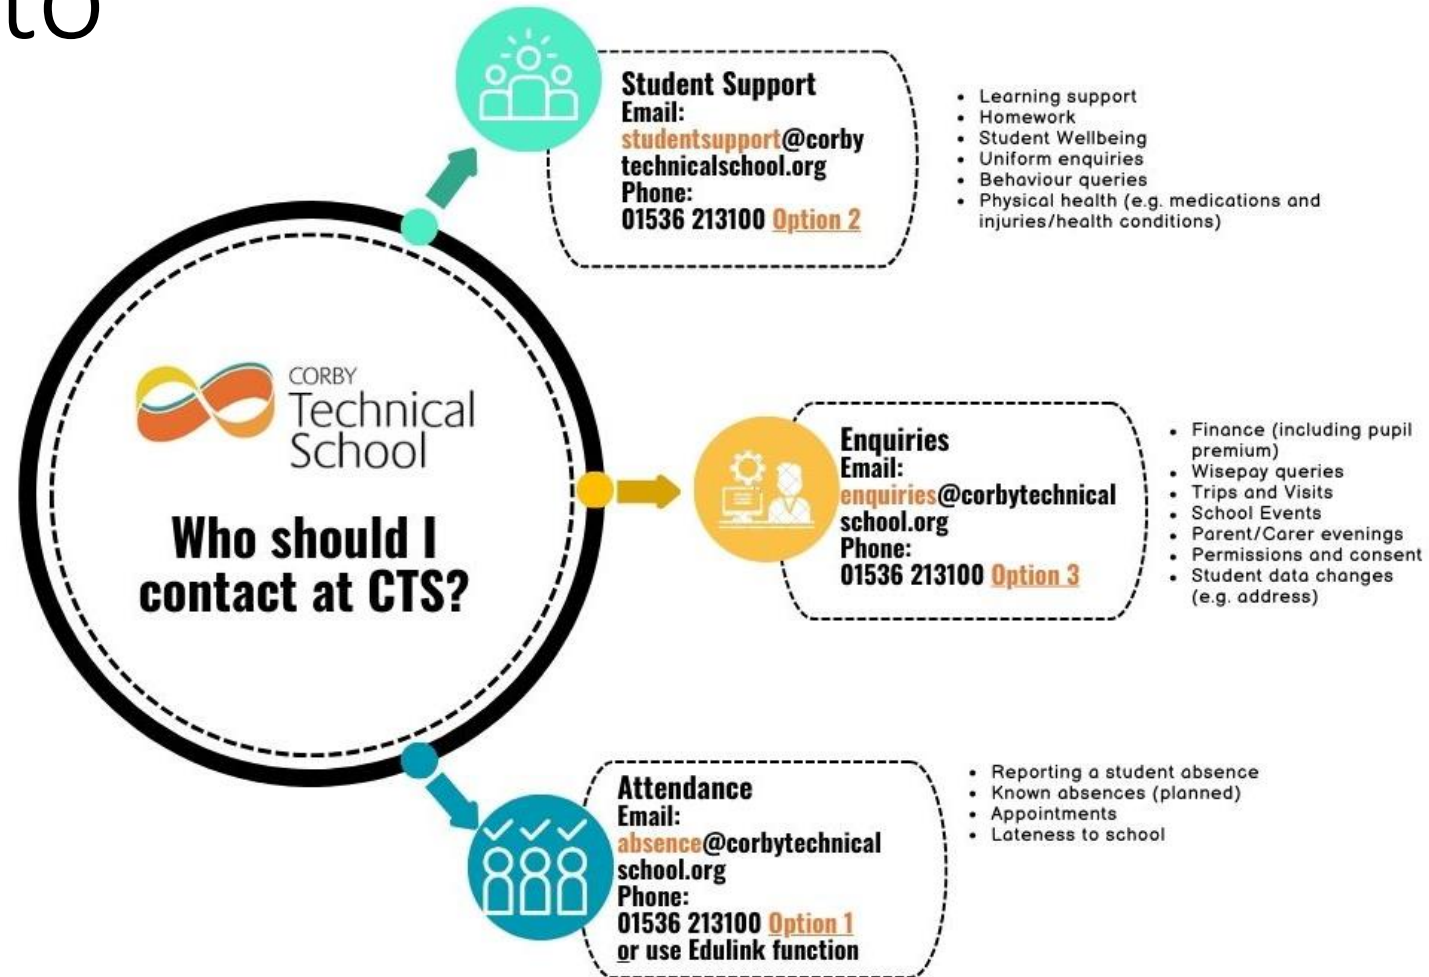 to
CORBY
Technical
School
Who should I
contact at CTS?
Student Support
Email:
studentsupport@corby
technicalschool.org
Phone:
01536 213100 Option 2
• Learning support
• Homework
• Student Wellbeing
• Uniform enquiries
• Behaviour queries
• Physical health (e.g. medications and
injuries/health conditions)
Enquiries
Email:
enquiries@corbytechnical
school.org
Phone:
01536 213100 Option 3
• Finance (including pupil
premium)
• Wisepay queries
• Trips and Visits
• School Events
• Parent/Carer evenings
• Permissions and consent
• Student data changes
(e.g. address)
Attendance
Email:
absence@corbytechnical
school.org
Phone:
01536 213100 Option 1
or use Edulink function
• Reporting a student absence
• Known absences (planned)
• Appointments
• Lateness to school